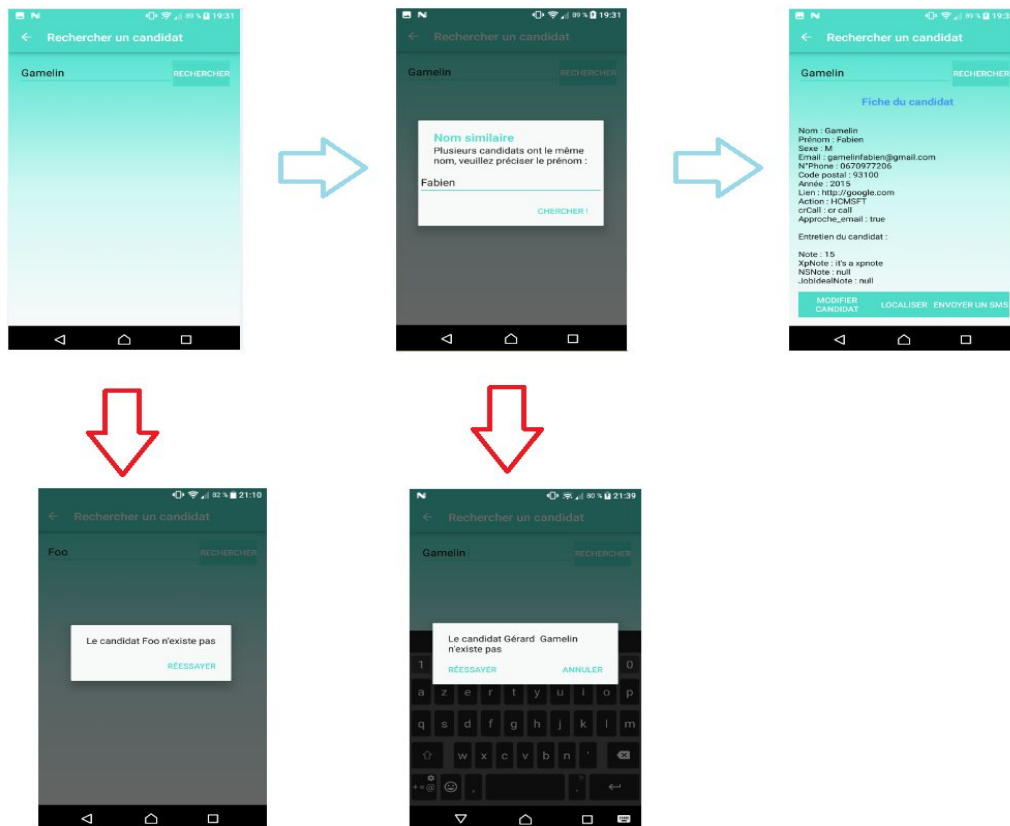 19:31
Rechercher un candidat
Gamelin
RECHERCHER
89 % 19:31
Rechercher un candidat
Gamelin
RECHERCHER
Nom similaire
Plusieurs candidats ont le même
nom, veuillez préciser le prénom :
Fabien
CHERCHER !
Rechercher un candidat
Gamelin
RECHERCHER
Fiche du candidat
Nom : Gamelin
Prénom : Fabien
Sexe : M
Email : gamelinfabien@gmail.com
N°Phone : 0670977206
Code postal : 93100
Année : 2015
Lien : http://google.com
Action : HCMSFT
crCall : cr call
Approche_email : true
Entretien du candidat :
Note : 15
XpNote : it's a xpnote
NSNote : null
JobIdealNote : null
MODIFIER
CANDIDAT
LOCALISER
ENVOYER UN SMS
82 % 21:10
Rechercher un candidat
Foo
RECHERCHER
Le candidat Foo n'existe pas
RÉESSAYER
80 % 21:39
Rechercher un candidat
Gamelin
RECHERCHER
Le candidat Gérard Gamelin
n'existe pas
RÉESSAYER
ANNULER
1 0
a z e r t y u i o p
q s d f g h j k l m
w x c v b n '